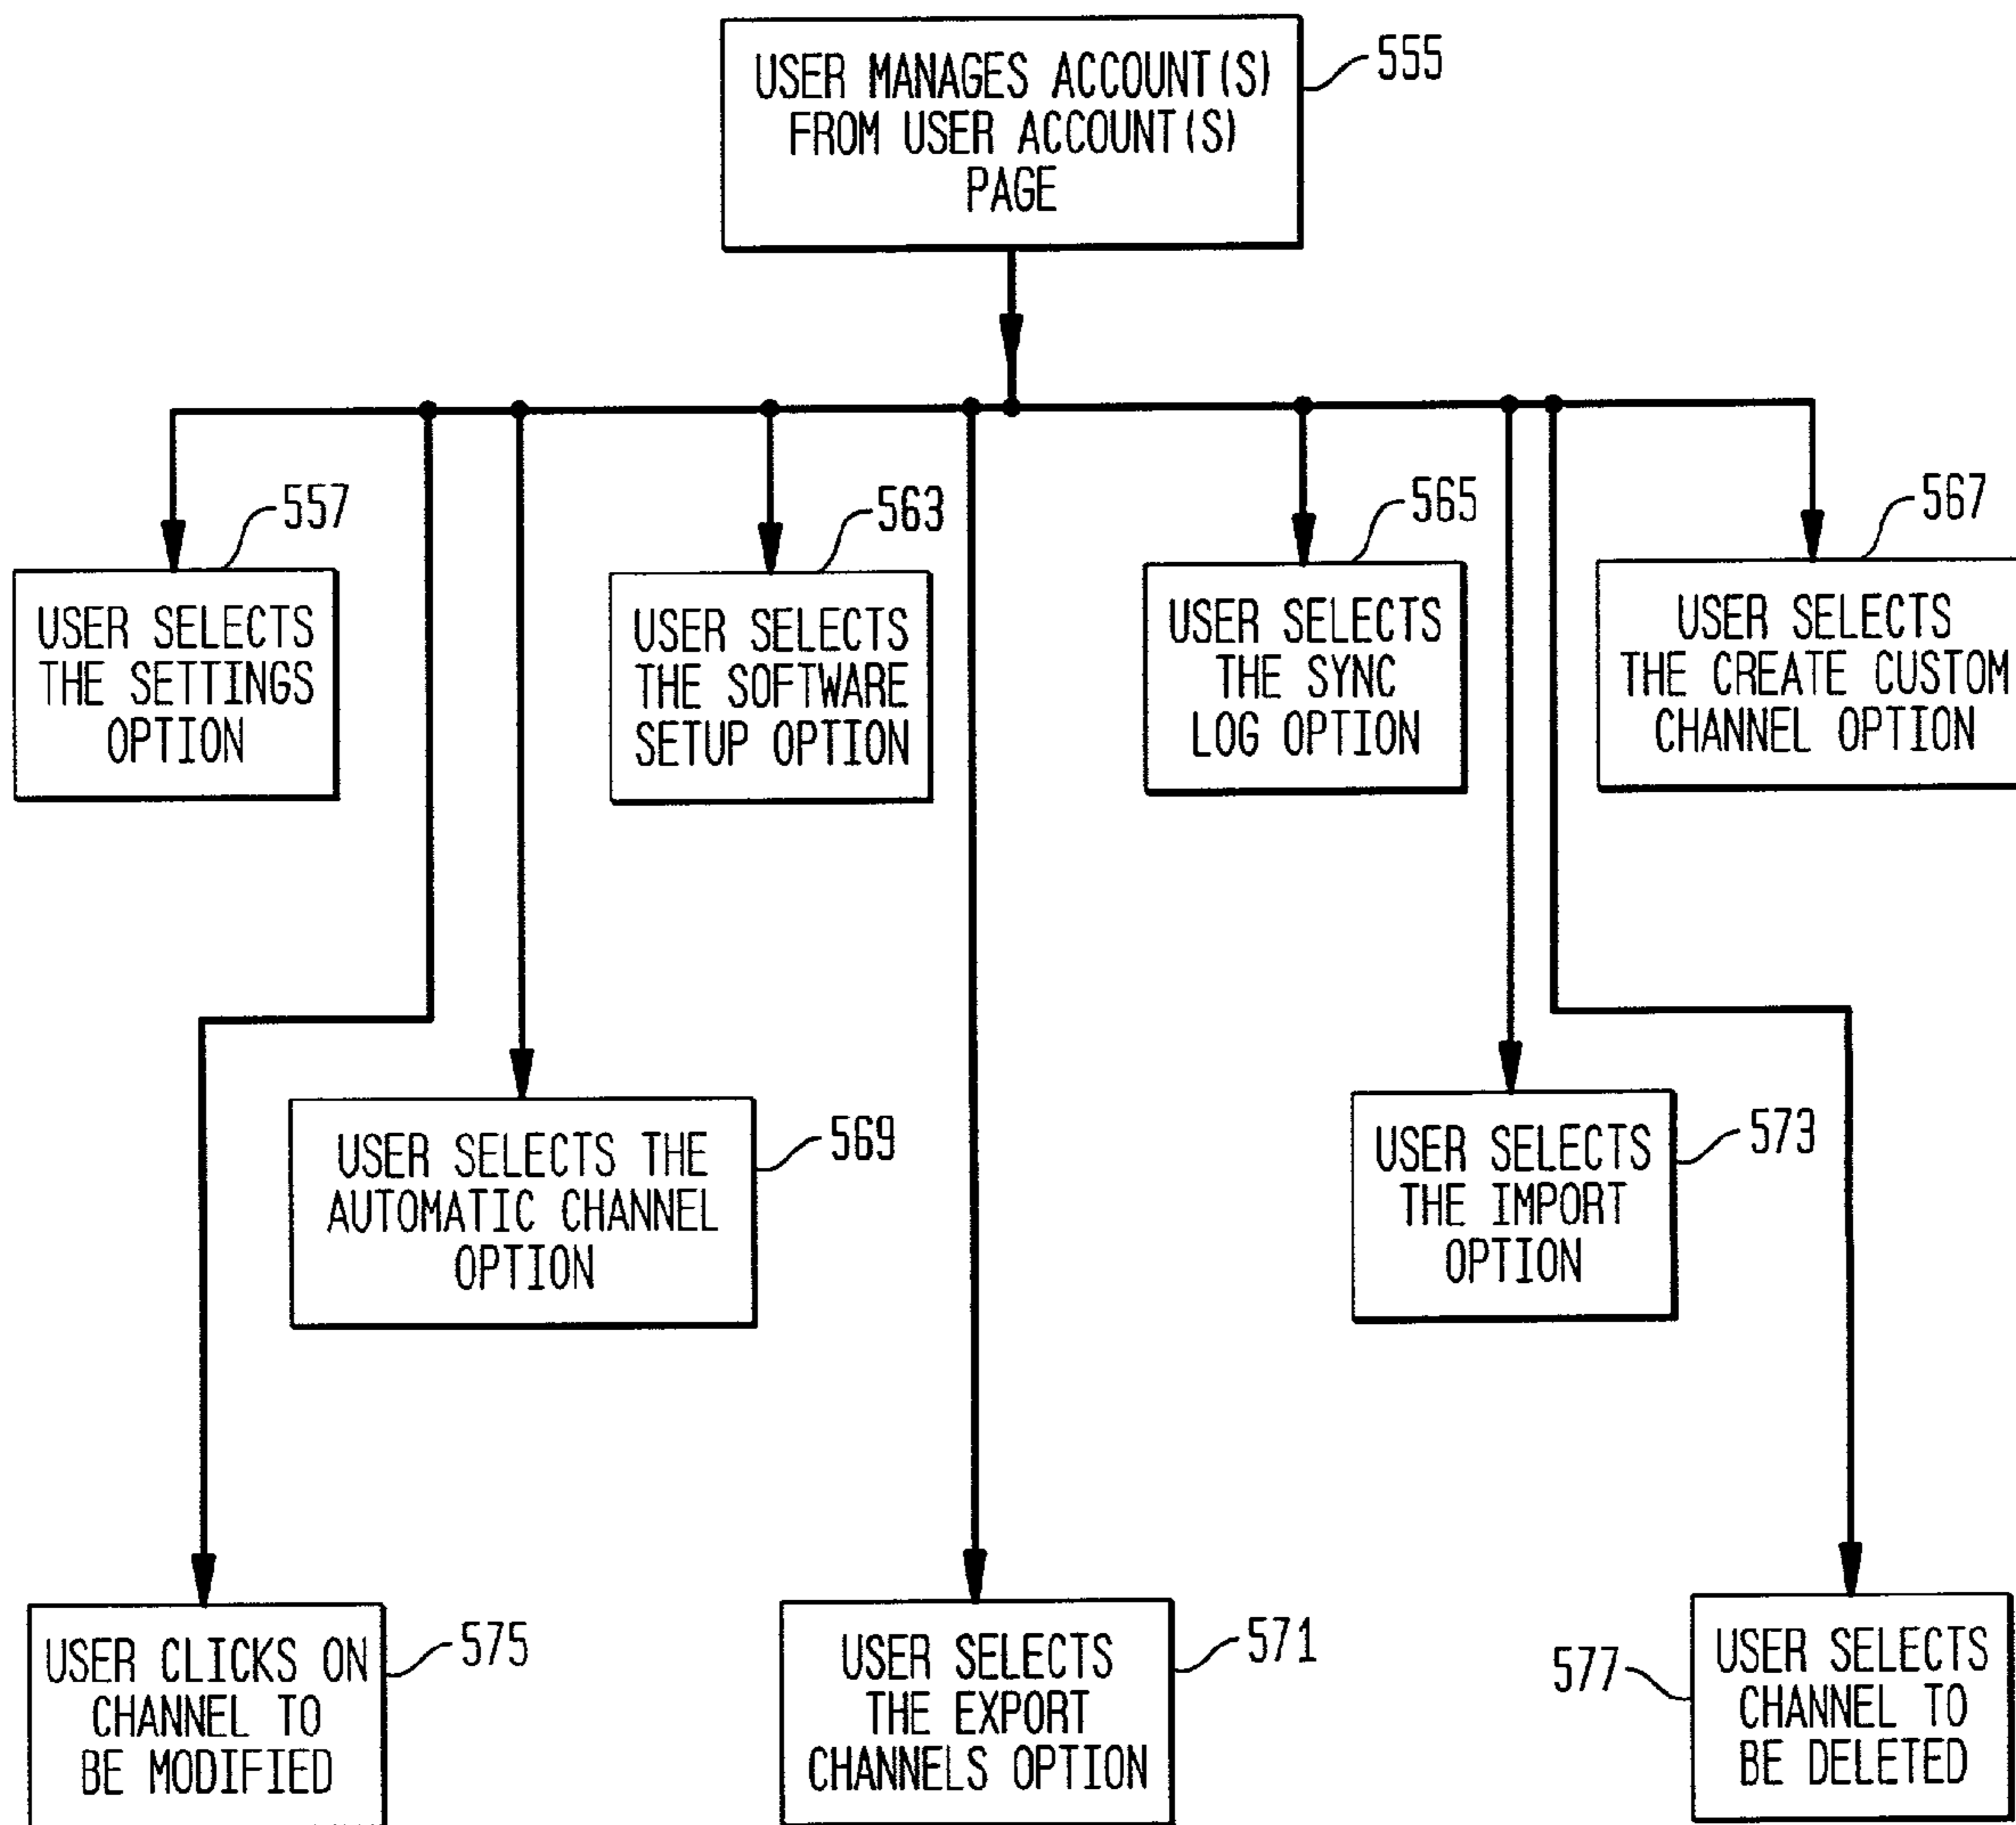 USER MANAGES ACCOUNT(S)
FROM USER ACCOUNT(S)
PAGE
555
557
USER SELECTS
THE SETTINGS
OPTION
563
USER SELECTS
THE SOFTWARE
SETUP OPTION
565
USER SELECTS
THE SYNC
LOG OPTION
567
USER SELECTS
THE CREATE CUSTOM
CHANNEL OPTION
USER SELECTS THE
AUTOMATIC CHANNEL
OPTION
569
USER SELECTS
THE IMPORT
OPTION
573
USER CLICKS ON
CHANNEL TO
BE MODIFIED
575
USER SELECTS
THE EXPORT
CHANNELS OPTION
571
577
USER SELECTS
CHANNEL TO
BE DELETED